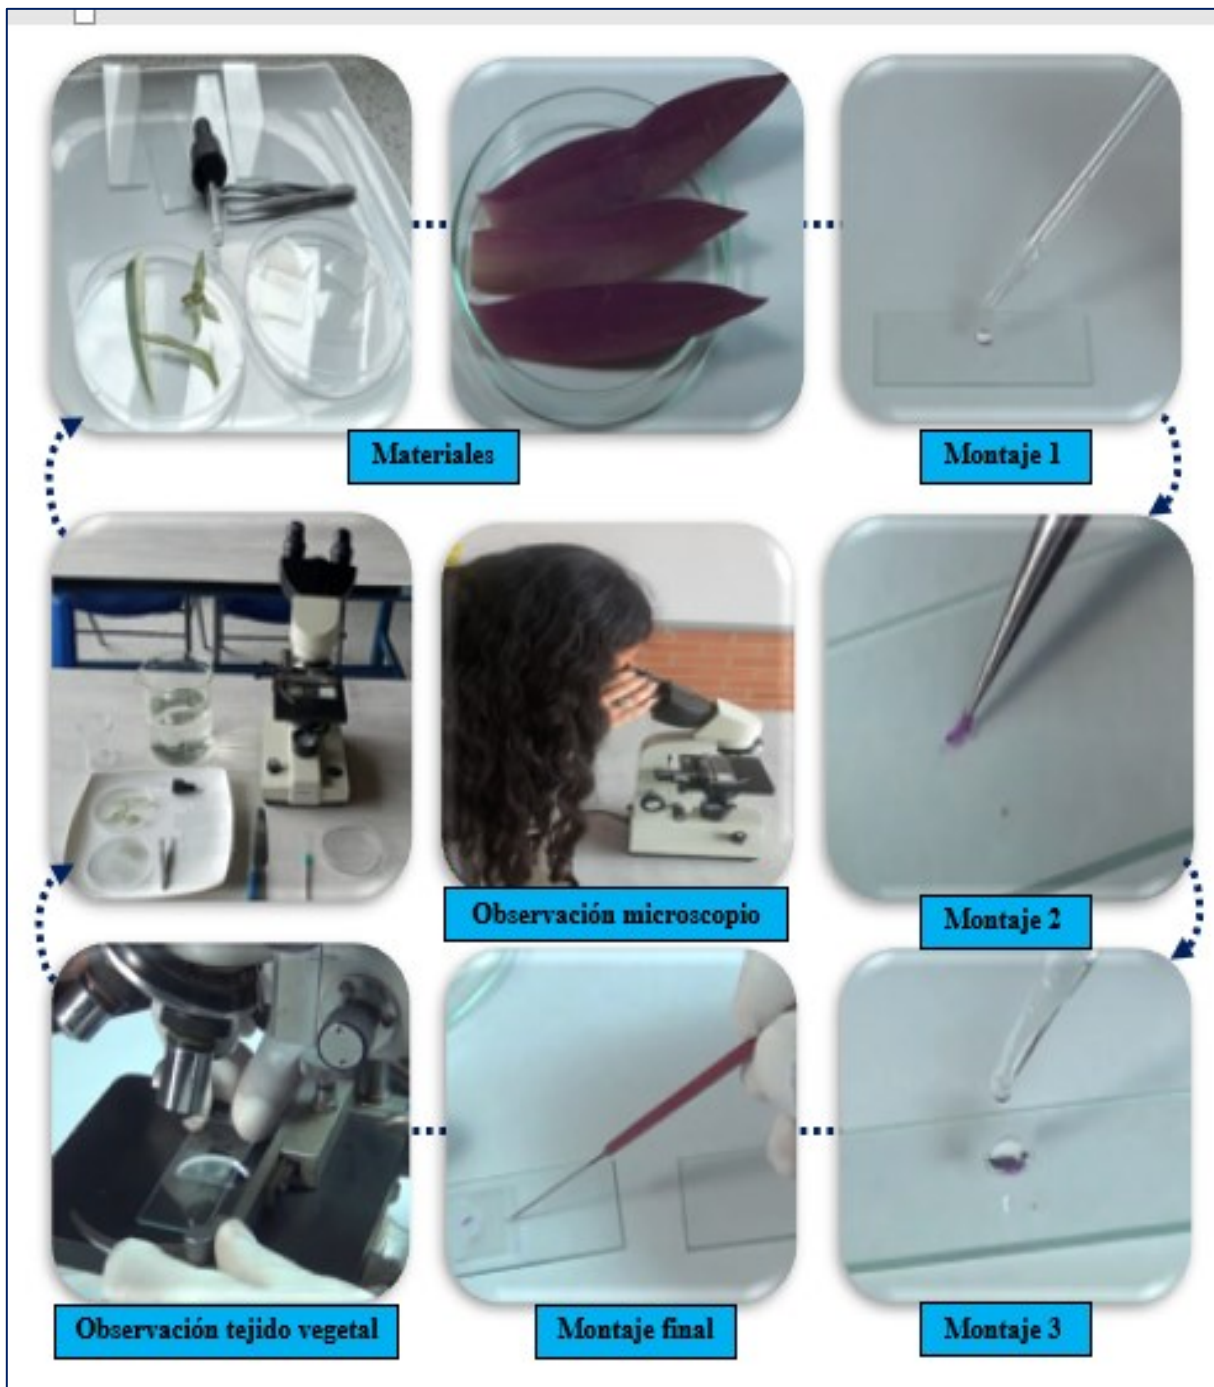 Materiales
Montaje 1
Observación microscopio
Montaje 2
Observación tejido vegetal
Montaje final
Montaje 3